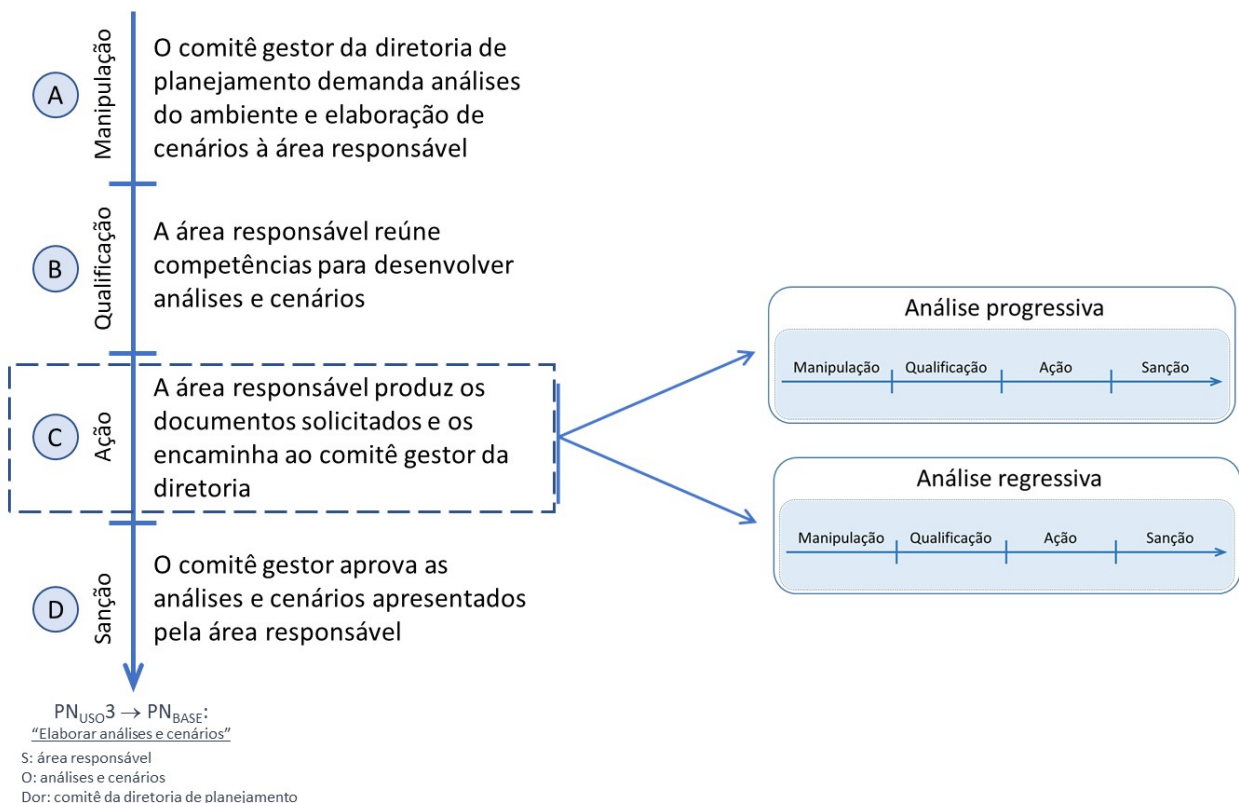 A
Manipulação
O comitê gestor da diretoria de
planejamento demanda análises
do ambiente e elaboração de
cenários à área responsável
B
Qualificação
A área responsável reúne
competências para desenvolver
análises e cenários
C
Ação
A área responsável produz os
documentos solicitados e os
encaminha ao comitê gestor da
diretoria
D
Sanção
O comitê gestor aprova as
análises e cenários apresentados
pela área responsável
PN_USO3 → PN_BASE:
“Elaborar análises e cenários”
S: área responsável
O: análises e cenários
Dor: comitê da diretoria de planejamento
Análise progressiva
Manipulação Qualificação Ação Sanção
Análise regressiva
Manipulação Qualificação Ação Sanção